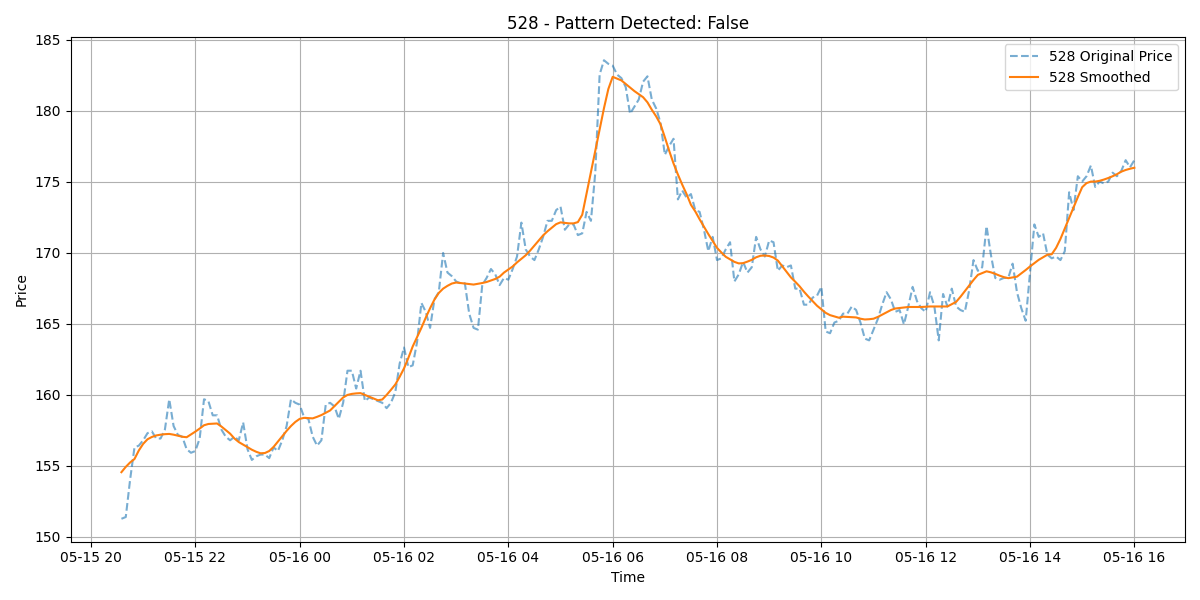 528 - Pattern Detected: False
528 Original Price
528 Smoothed
Price
185
180
175
170
165
160
155
150
05-15 20 05-15 22 05-16 00 05-16 02 05-16 04 05-16 06 05-16 08 05-16 10 05-16 12 05-16 14 05-16 16
Time